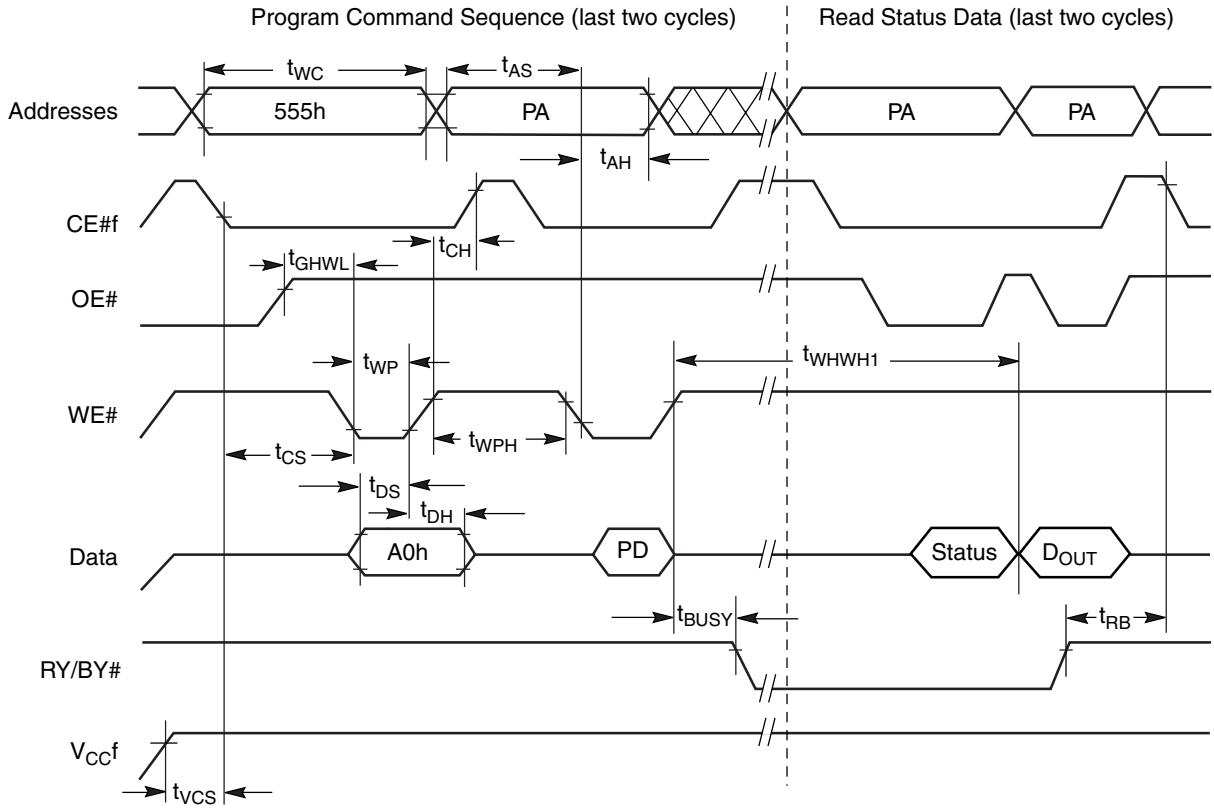 Program Command Sequence (last two cycles)
Read Status Data (last two cycles)
tWC
tAS
Addresses
555h
PA
PA
PA
tAH
CE#f
tCH
tGHWL
OE#
tWP
tWHWH1
WE#
tCS
tWPH
tDS
tDH
Data
A0h
PD
Status
DOUT
tBUSY
tRB
RY/BY#
VCCf
tVCS